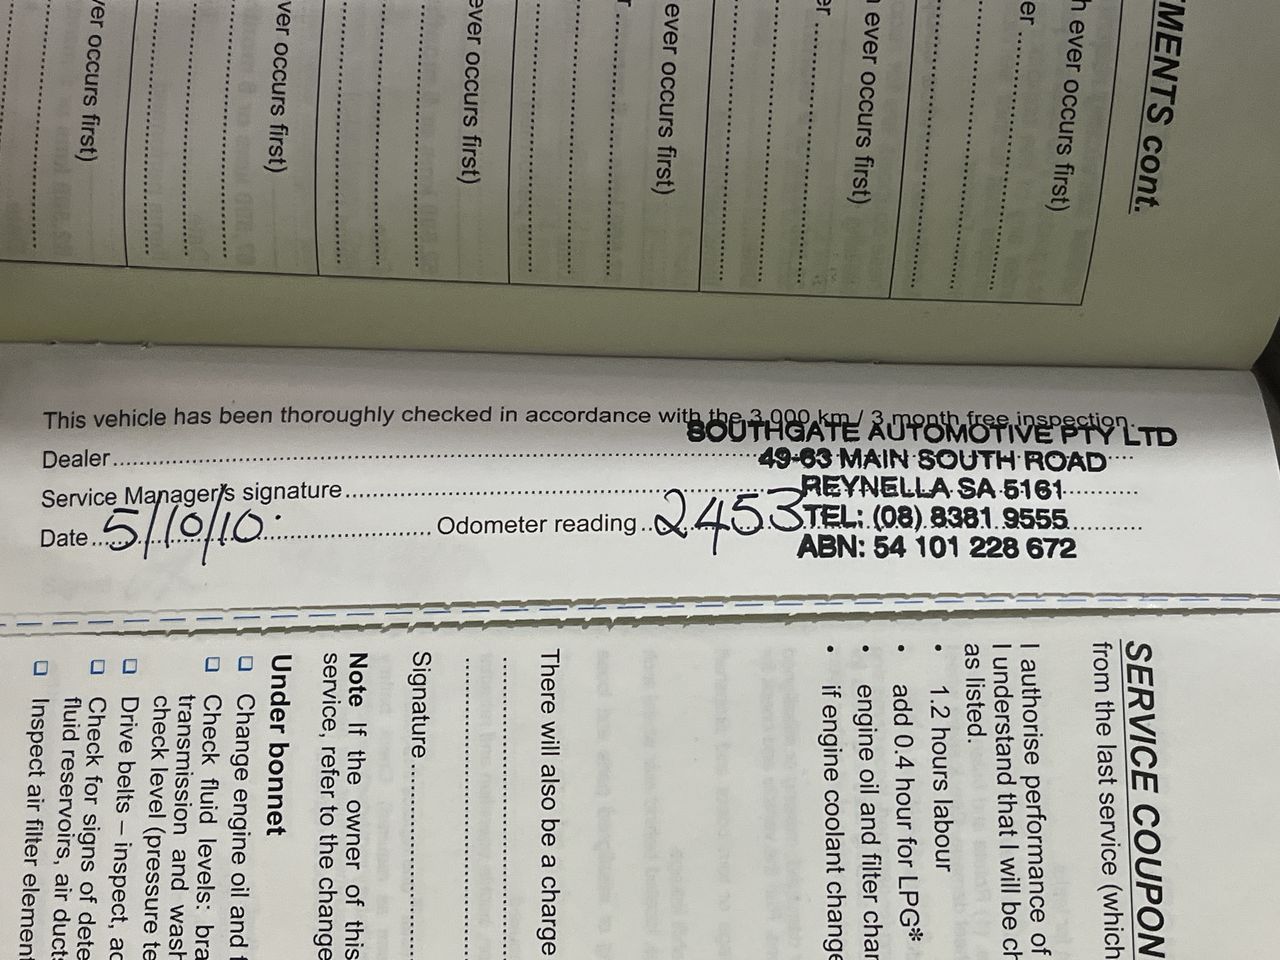 MENTS cont.
h ever occurs first)
er
ever occurs first)
er
ever occurs first)
r
ever occurs first)
ver occurs first)
ver occurs first)
This vehicle has been thoroughly checked in accordance with the 3,000 km / 3 month free inspection.
SOUTHGATE AUTOMOTIVE PTY LTD
Dealer
49-63 MAIN SOUTH ROAD
Service Manager's signature
REYNELLA SA 5161
Date 5/10/10 Odometer reading 2453
TEL: (08) 8381 9555
ABN: 54 101 228 672
SERVICE COUPON
from the last service (which
I authorise performance of
I understand that I will be ch
as listed.
• 1.2 hours labour
• add 0.4 hour for LPG*
• engine oil and filter char
• if engine coolant change
There will also be a charge
Signature
Note If the owner of this
service, refer to the change
Under bonnet
Change engine oil and f
Check fluid levels: bra
transmission and wash
check level (pressure te
Drive belts – inspect, ad
Check for signs of dete
fluid reservoirs, air ducts
Inspect air filter element